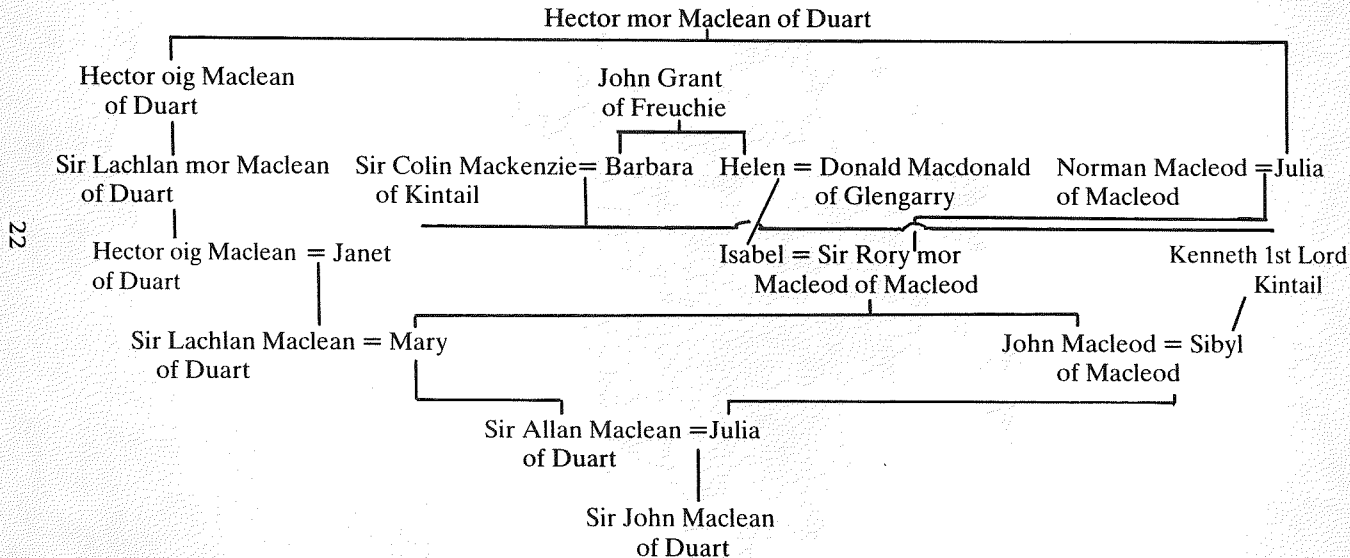 Hector mor Maclean of Duart
Hector oig Maclean
of Duart
John Grant
of Freuchie
Sir Lachlan mor Maclean
of Duart
Sir Colin Mackenzie = Barbara
of Kintail
Helen = Donald Macdonald
of Glengarry
Norman Macleod = Julia
of Macleod
22
Hector oig Maclean = Janet
of Duart
Isabel = Sir Rory mor
Macleod of Macleod
Kenneth 1st Lord
Kintail
Sir Lachlan Maclean = Mary
of Duart
John Macleod = Sibyl
of Macleod
Sir Allan Maclean = Julia
of Duart
Sir John Maclean
of Duart